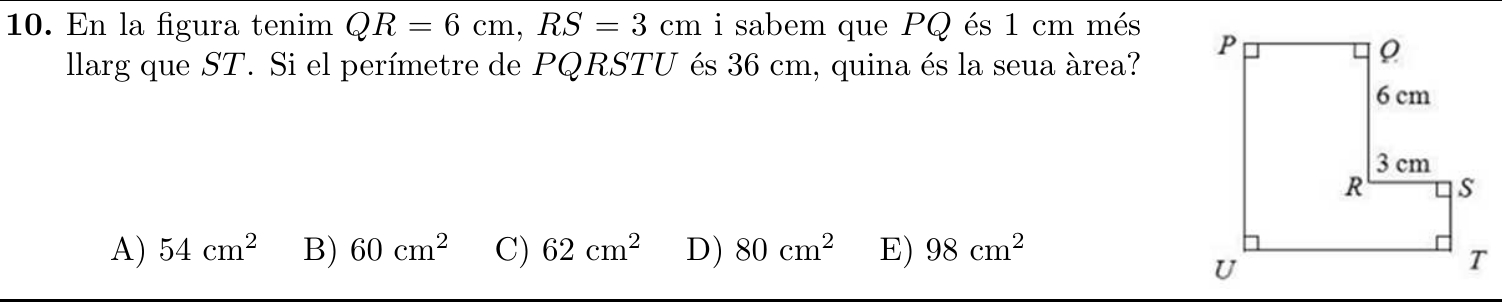 10. En la figura tenim QR = 6 cm, RS = 3 cm i sabem que PQ és 1 cm més
llarg que ST. Si el perímetre de PQRSTU és 36 cm, quina és la seua àrea?
A) 54 cm² B) 60 cm² C) 62 cm² D) 80 cm² E) 98 cm²
P Q
6 cm
3 cm
R S
U T